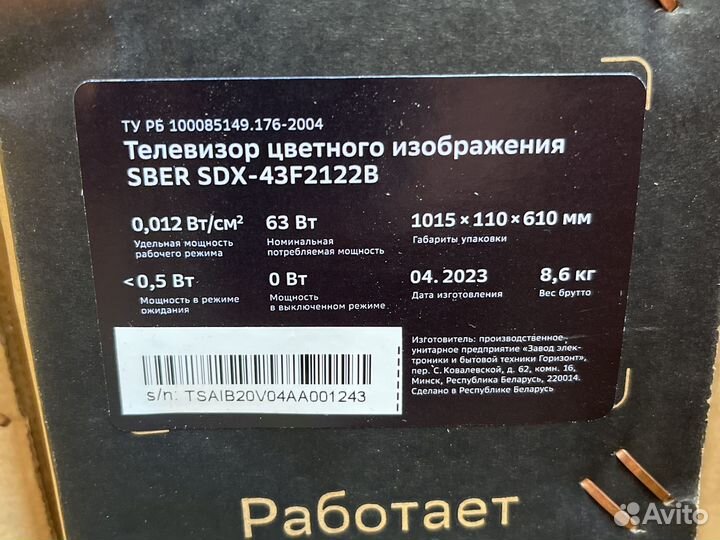 ТУ РБ 100085149.176-2004
Телевизор цветного изображения
SBER SDX-43F2122B
0,012 Вт/см²
Удельная мощность
рабочего режима
63 Вт
Номинальная
потребляемая мощность
1015 × 110 × 610 мм
Габариты упаковки
<0,5 Вт
Мощность в режиме
ожидания
0 Вт
Мощность
в выключенном режиме
04. 2023
Дата изготовления
8,6 кг
Вес брутто
s/n: TSAIB20V04AA001243
Изготовитель: производственное
унитарное предприятие «Завод элек-
троники и бытовой техники Горизонт»,
пер. С. Ковалевской, д. 62, комн. 16,
Минск, Республика Беларусь, 220014.
Сделано в Республике Беларусь
Работает
Avito